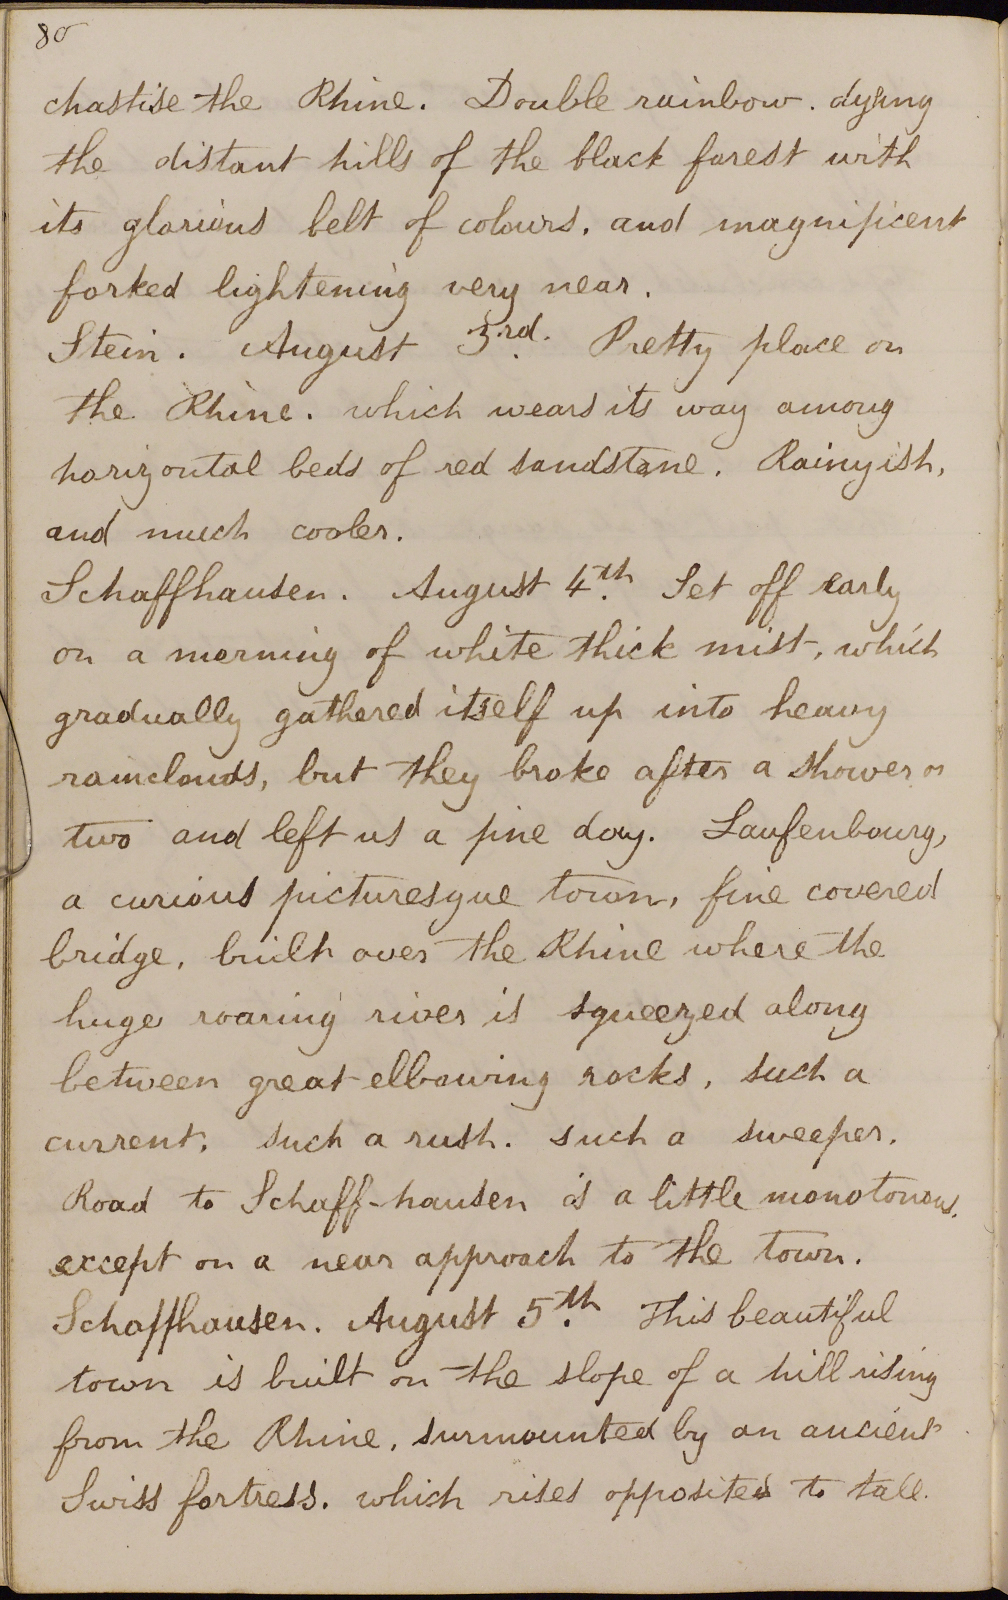 80
chastise the Rhine. Double rainbow. dyeing
the distant hills of the black forest with
its glorious belt of colours. and magnificent
forked lightening very near.
Stein. August 3rd. Pretty place on
the Rhine. which wears its way among
horizontal beds of red sandstone. Rainyish,
and much cooler.
Schaffhausen. August 4th. Set off early
on a morning of white thick mist, which
gradually gathered itself up into heavy
rainclouds, but they broke after a shower or
two and left us a fine day. Laufenbourg,
a curious picturesque town, fine covered
bridge, built over the Rhine where the
huge roaring river is squeezed along
between great elbowing rocks, such a
current, such a rush. such a sweeper.
Road to Schaff-hausen is a little monotonous.
except on a near approach to the town.
Schaffhausen. August 5th. This beautiful
town is built on the slope of a hill rising
from the Rhine, surmounted by an ancient
Swiss fortress. which rises opposite to tall.